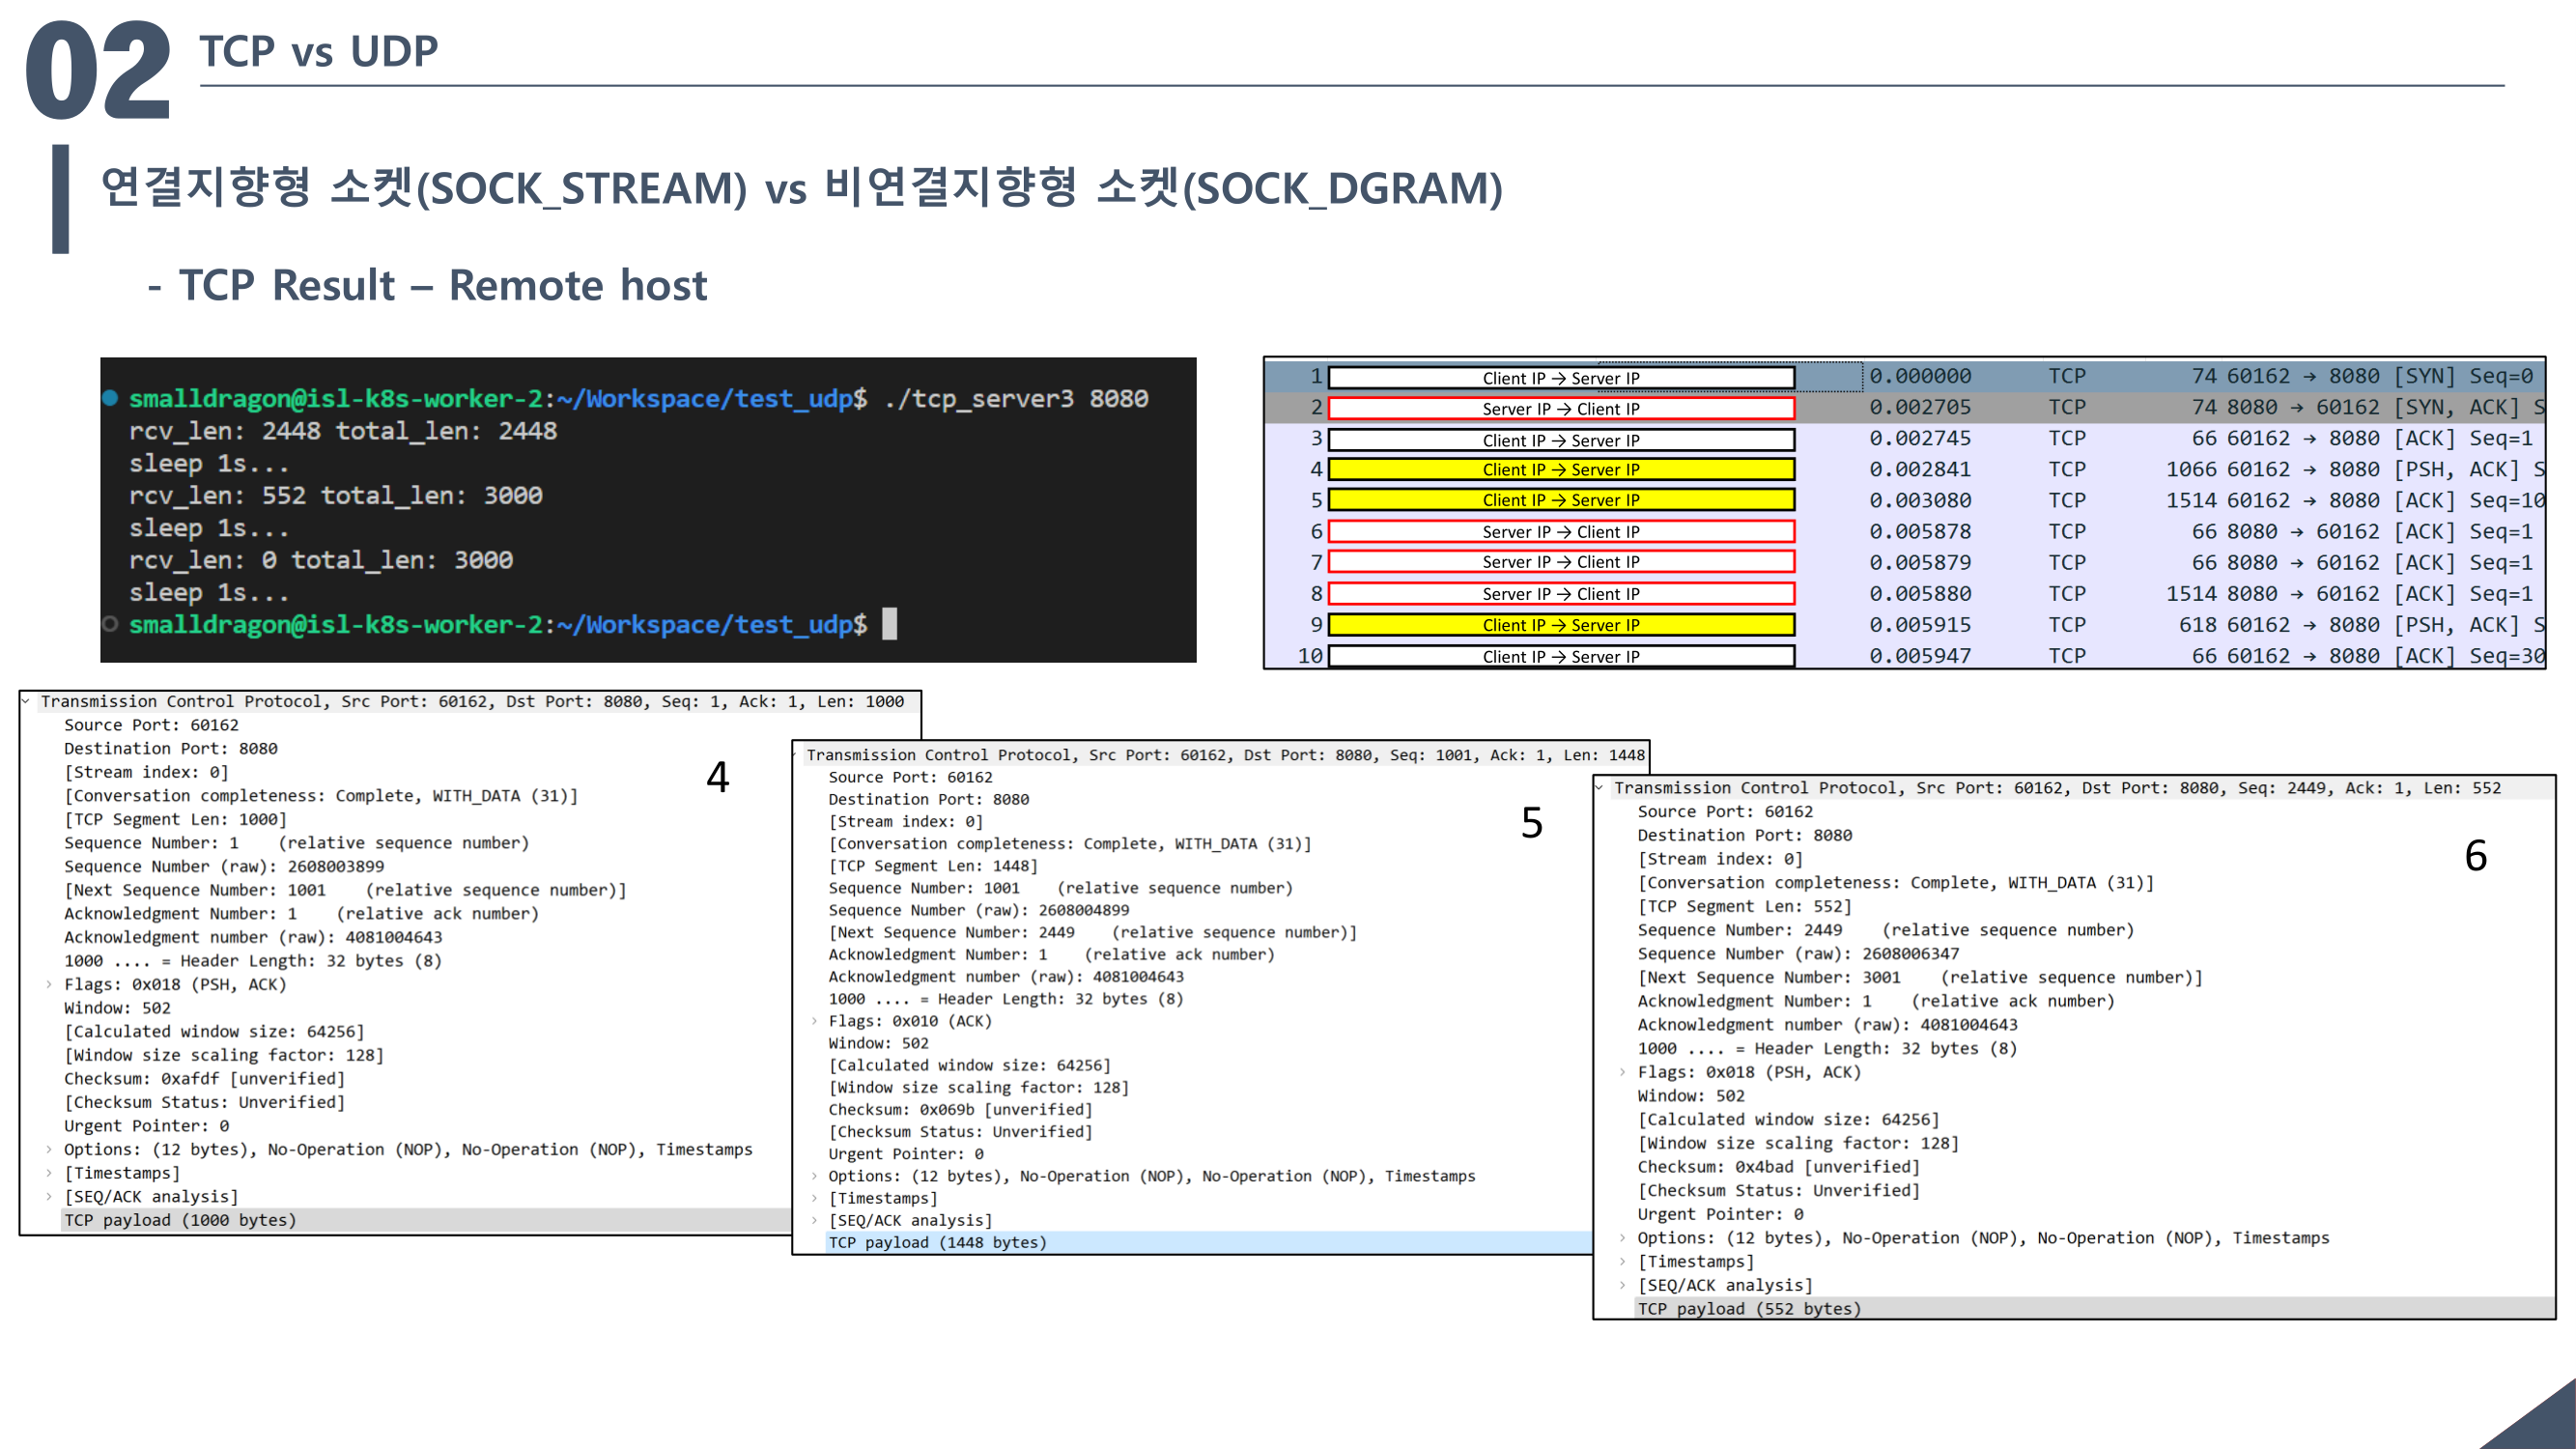 02
TCP vs UDP
연결지향형 소켓(SOCK_STREAM) vs 비연결지향형 소켓(SOCK_DGRAM)
- TCP Result – Remote host
smalldragon@isl-k8s-worker-2:~/Workspace/test_udp$ ./tcp_server3 8080
rcv_len: 2448 total_len: 2448
sleep 1s...
rcv_len: 552 total_len: 3000
sleep 1s...
rcv_len: 0 total_len: 3000
sleep 1s...
smalldragon@isl-k8s-worker-2:~/Workspace/test_udp$
1 Client IP → Server IP 0.000000 TCP 74 60162 → 8080 [SYN] Seq=0
2 Server IP → Client IP 0.002705 TCP 74 8080 → 60162 [SYN, ACK] S
3 Client IP → Server IP 0.002745 TCP 66 60162 → 8080 [ACK] Seq=1
4 Client IP → Server IP 0.002841 TCP 1066 60162 → 8080 [PSH, ACK] S
5 Client IP → Server IP 0.003080 TCP 1514 60162 → 8080 [ACK] Seq=10
6 Server IP → Client IP 0.005878 TCP 66 8080 → 60162 [ACK] Seq=1
7 Server IP → Client IP 0.005879 TCP 66 8080 → 60162 [ACK] Seq=1
8 Server IP → Client IP 0.005880 TCP 1514 8080 → 60162 [ACK] Seq=1
9 Client IP → Server IP 0.005915 TCP 618 60162 → 8080 [PSH, ACK] S
10 Client IP → Server IP 0.005947 TCP 66 60162 → 8080 [ACK] Seq=30
Transmission Control Protocol, Src Port: 60162, Dst Port: 8080, Seq: 1, Ack: 1, Len: 1000
Source Port: 60162
Destination Port: 8080
[Stream index: 0]
[Conversation completeness: Complete, WITH_DATA (31)]
[TCP Segment Len: 1000]
Sequence Number: 1 (relative sequence number)
Sequence Number (raw): 2608003899
[Next Sequence Number: 1001 (relative sequence number)]
Acknowledgment Number: 1 (relative ack number)
Acknowledgment number (raw): 4081004643
1000 .... = Header Length: 32 bytes (8)
Flags: 0x018 (PSH, ACK)
Window: 502
[Calculated window size: 64256]
[Window size scaling factor: 128]
Checksum: 0xafdf [unverified]
[Checksum Status: Unverified]
Urgent Pointer: 0
Options: (12 bytes), No-Operation (NOP), No-Operation (NOP), Timestamps
[Timestamps]
[SEQ/ACK analysis]
TCP payload (1000 bytes)
4
Transmission Control Protocol, Src Port: 60162, Dst Port: 8080, Seq: 1001, Ack: 1, Len: 1448
Source Port: 60162
Destination Port: 8080
[Stream index: 0]
[Conversation completeness: Complete, WITH_DATA (31)]
[TCP Segment Len: 1448]
Sequence Number: 1001 (relative sequence number)
Sequence Number (raw): 2608004899
[Next Sequence Number: 2449 (relative sequence number)]
Acknowledgment Number: 1 (relative ack number)
Acknowledgment number (raw): 4081004643
1000 .... = Header Length: 32 bytes (8)
Flags: 0x010 (ACK)
Window: 502
[Calculated window size: 64256]
[Window size scaling factor: 128]
Checksum: 0x069b [unverified]
[Checksum Status: Unverified]
Urgent Pointer: 0
Options: (12 bytes), No-Operation (NOP), No-Operation (NOP), Timestamps
[Timestamps]
[SEQ/ACK analysis]
TCP payload (1448 bytes)
5
Transmission Control Protocol, Src Port: 60162, Dst Port: 8080, Seq: 2449, Ack: 1, Len: 552
Source Port: 60162
Destination Port: 8080
[Stream index: 0]
[Conversation completeness: Complete, WITH_DATA (31)]
[TCP Segment Len: 552]
Sequence Number: 2449 (relative sequence number)
Sequence Number (raw): 2608006347
[Next Sequence Number: 3001 (relative sequence number)]
Acknowledgment Number: 1 (relative ack number)
Acknowledgment number (raw): 4081004643
1000 .... = Header Length: 32 bytes (8)
Flags: 0x018 (PSH, ACK)
Window: 502
[Calculated window size: 64256]
[Window size scaling factor: 128]
Checksum: 0x4bad [unverified]
[Checksum Status: Unverified]
Urgent Pointer: 0
Options: (12 bytes), No-Operation (NOP), No-Operation (NOP), Timestamps
[Timestamps]
[SEQ/ACK analysis]
TCP payload (552 bytes)
6